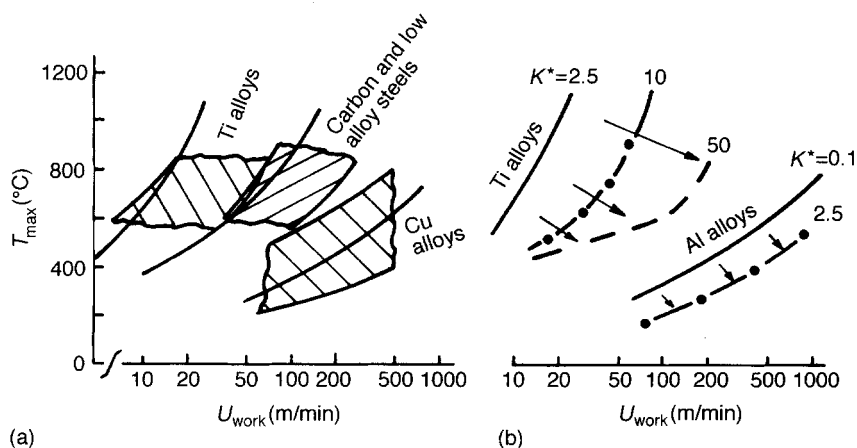 1200
800
400
0
T_max (°C)
Ti alloys
Carbon and low
alloy steels
Cu
alloys
10 20 50 100 200 500 1000
U_work (m/min)
(a)
K*=2.5
10
50
K*=0.1
2.5
Ti alloys
Al alloys
10 20 50 100 200 500 1000
U_work (m/min)
(b)